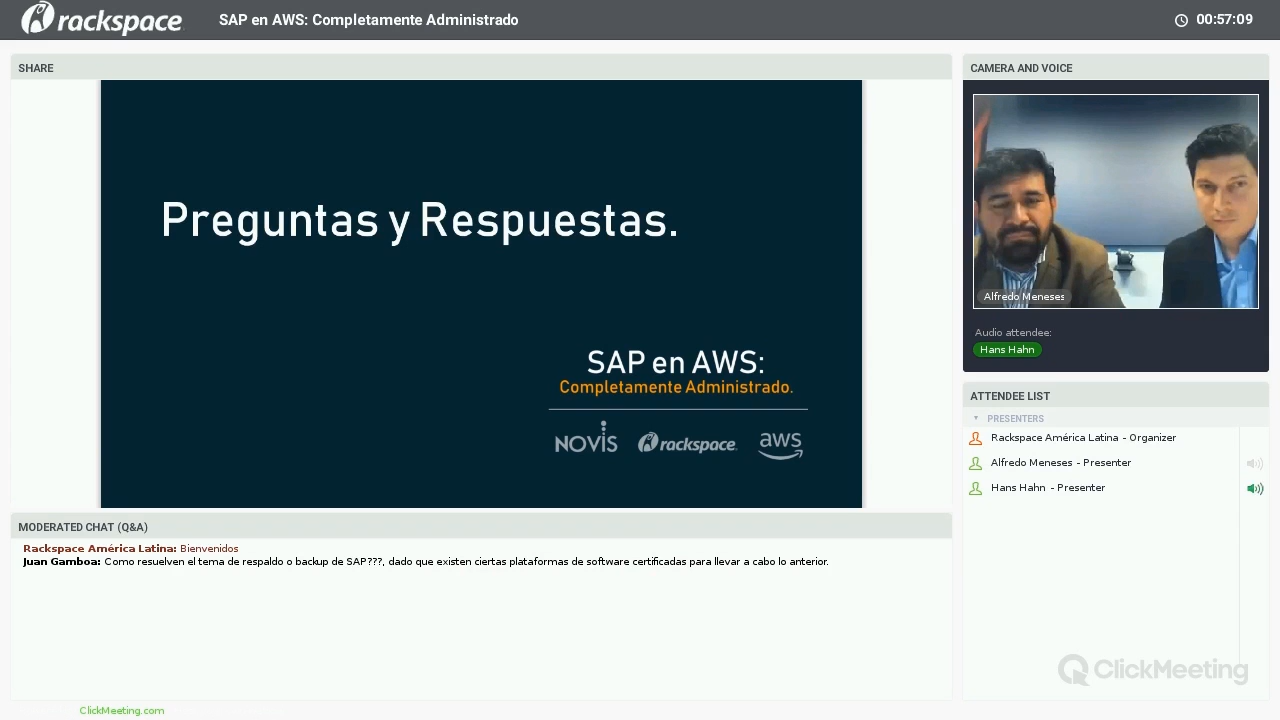 rackspace
SAP en AWS: Completamente Administrado
00:57:09
SHARE
Preguntas y Respuestas.
SAP en AWS:
Completamente Administrado.
NOVIS
rackspace
aws
MODERATED CHAT (Q&A)
Rackspace América Latina: Bienvenidos
Juan Gamboa: Como resuelven el tema de respaldo o backup de SAP???, dado que existen ciertas plataformas de software certificadas para llevar a cabo lo anterior.
ClickMeeting.com
CAMERA AND VOICE
Alfredo Meneses
Audio attendee:
Hans Hahn
ATTENDEE LIST
PRESENTERS
Rackspace América Latina - Organizer
Alfredo Meneses - Presenter
Hans Hahn - Presenter
ClickMeeting